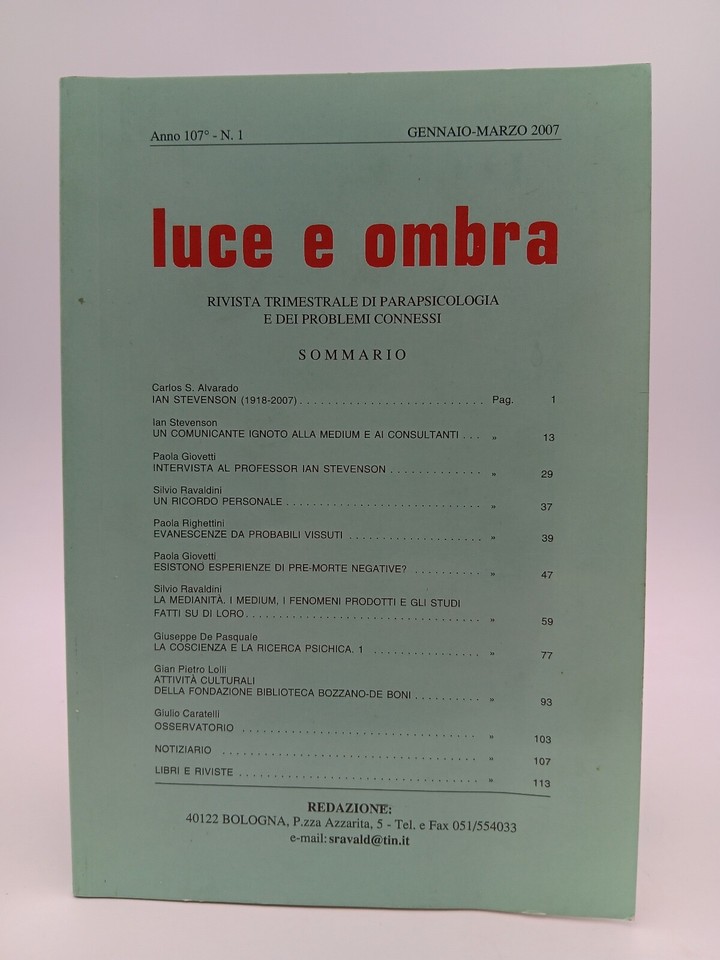 Anno 107° - N. 1 GENNAIO-MARZO 2007
luce e ombra
RIVISTA TRIMESTRALE DI PARAPSICOLOGIA
E DEI PROBLEMI CONNESSI
SOMMARIO
Carlos S. Alvarado
IAN STEVENSON (1918-2007) . . . . . . . . . . . . . . . . . . . . . . . . . . Pag. 1
Ian Stevenson
UN COMUNICANTE IGNOTO ALLA MEDIUM E AI CONSULTANTI . . . » 13
Paola Giovetti
INTERVISTA AL PROFESSOR IAN STEVENSON . . . . . . . . . . . . . » 29
Silvio Ravaldini
UN RICORDO PERSONALE . . . . . . . . . . . . . . . . . . . . . . . . . . . . » 37
Paola Righettini
EVANESCENZE DA PROBABILI VISSUTI . . . . . . . . . . . . . . . . . . . » 39
Paola Giovetti
ESISTONO ESPERIENZE DI PRE-MORTE NEGATIVE? . . . . . . . . . . » 47
Silvio Ravaldini
LA MEDIANITÀ, I MEDIUM, I FENOMENI PRODOTTI E GLI STUDI
FATTI SU DI LORO . . . . . . . . . . . . . . . . . . . . . . . . . . . . . . . . . » 59
Giuseppe De Pasquale
LA COSCIENZA E LA RICERCA PSICHICA. 1 . . . . . . . . . . . . . . . » 77
Gian Pietro Lolli
ATTIVITÀ CULTURALI
DELLA FONDAZIONE BIBLIOTECA BOZZANO-DE BONI . . . . . . . . . . » 93
Giulio Caratelli
OSSERVATORIO . . . . . . . . . . . . . . . . . . . . . . . . . . . . . . . . . » 103
NOTIZIARIO . . . . . . . . . . . . . . . . . . . . . . . . . . . . . . . . . . . . » 107
LIBRI E RIVISTE . . . . . . . . . . . . . . . . . . . . . . . . . . . . . . . . . . » 113
REDAZIONE:
40122 BOLOGNA, P.zza Azzarita, 5 - Tel. e Fax 051/554033
e-mail: sravald@tin.it